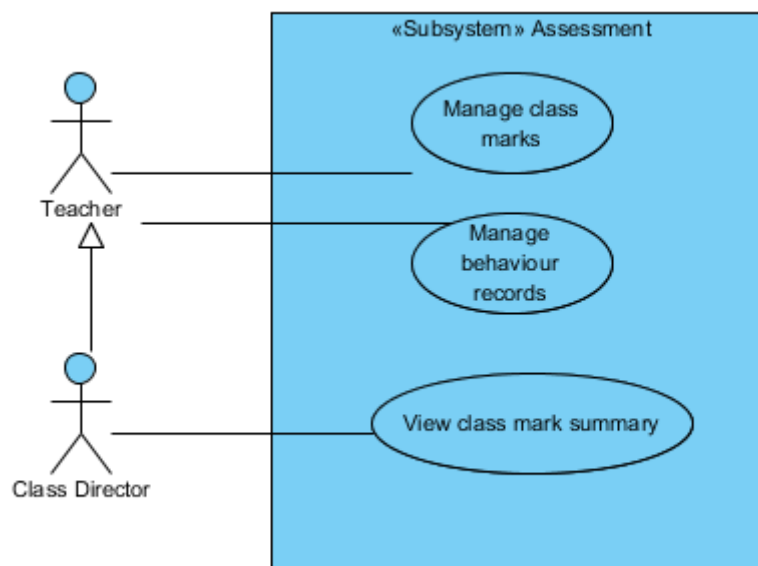 «Subsystem» Assessment
Manage class
marks
Teacher
Manage
behaviour
records
View class mark summary
Class Director